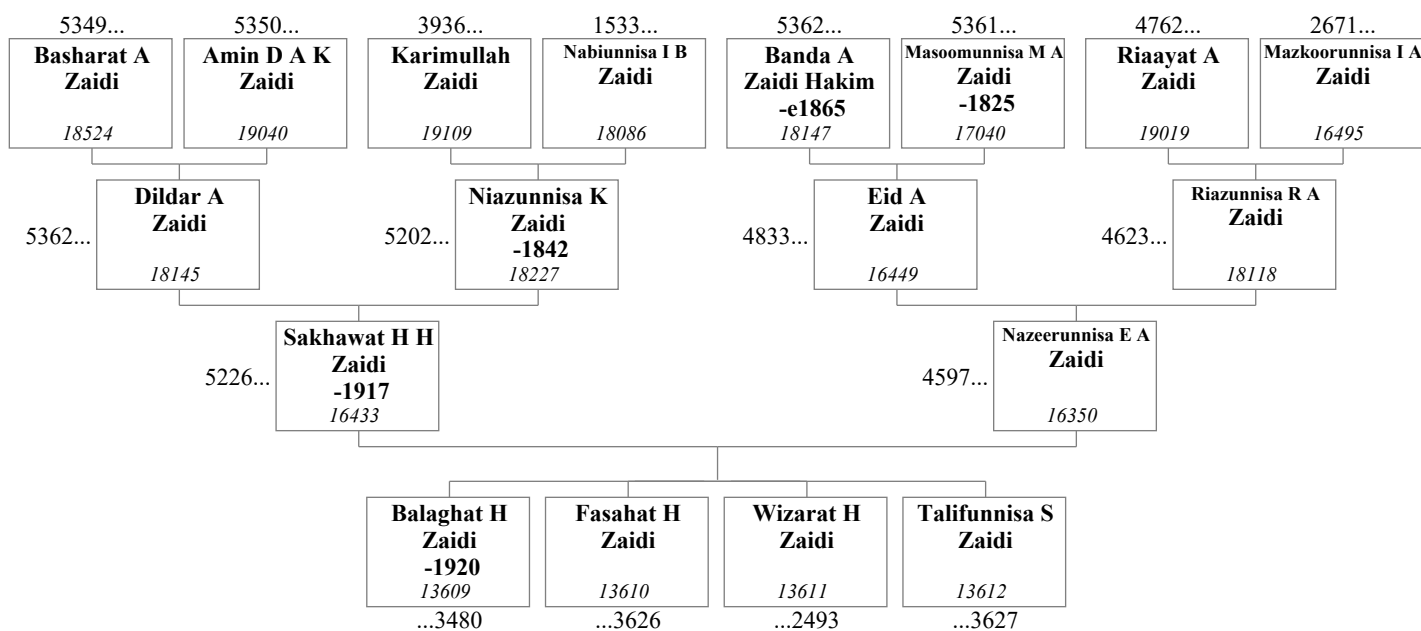 5349... 5350... 3936... 1533... 5362... 5361... 4762... 2671...
Basharat A Amin D A K Karimullah Nabiunnisa I B Banda A Masoomunnisa M A Riaayat A Mazkoorunnisa I A
Zaidi Zaidi Zaidi Zaidi Zaidi Hakim Zaidi Zaidi Zaidi
-e1865 -1825
18524 19040 19109 18086 18147 17040 19019 16495
Dildar A Niazunnisa K Eid A Riazunnisa R A
Zaidi Zaidi Zaidi Zaidi
5362... 5202... -1842 4833... 4623...
18145 18227 16449 18118
Sakhawat H H Nazeerunnisa E A
Zaidi Zaidi
5226... -1917 4597...
16433 16350
Balaghat H Fasahat H Wizarat H Talifunnisa S
Zaidi Zaidi Zaidi Zaidi
-1920
13609 13610 13611 13612
...3480 ...3626 ...2493 ...3627